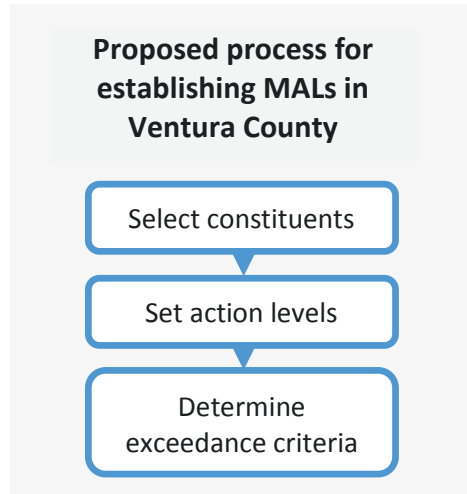 Proposed process for
establishing MALs in
Ventura County
Select constituents
Set action levels
Determine
exceedance criteria